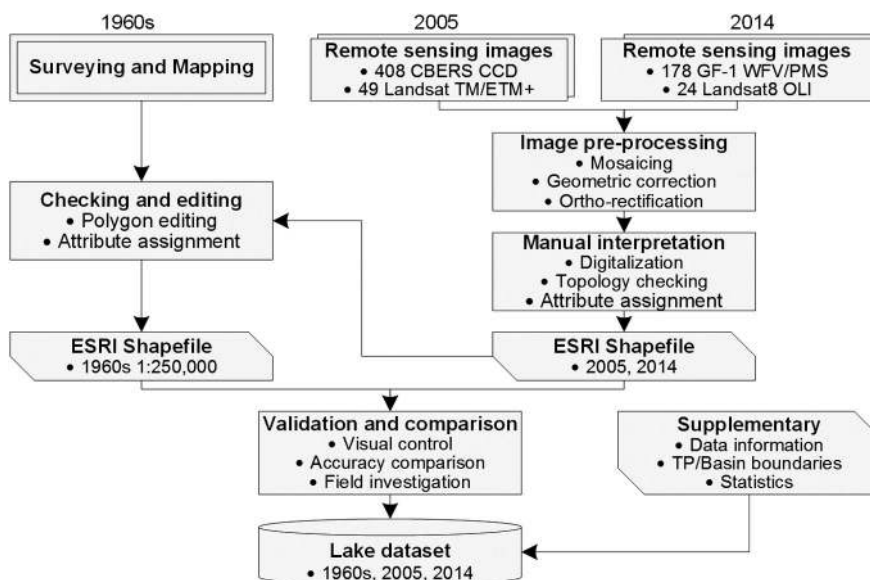 1960s
2005
2014
Surveying and Mapping
Remote sensing images
• 408 CBERS CCD
• 49 Landsat TM/ETM+
Remote sensing images
• 178 GF-1 WFV/PMS
• 24 Landsat8 OLI
Image pre-processing
• Mosaicing
• Geometric correction
• Ortho-rectification
Checking and editing
• Polygon editing
• Attribute assignment
Manual interpretation
• Digitalization
• Topology checking
• Attribute assignment
ESRI Shapefile
• 1960s 1:250,000
ESRI Shapefile
• 2005, 2014
Validation and comparison
• Visual control
• Accuracy comparison
• Field investigation
Supplementary
• Data information
• TP/Basin boundaries
• Statistics
Lake dataset
• 1960s, 2005, 2014